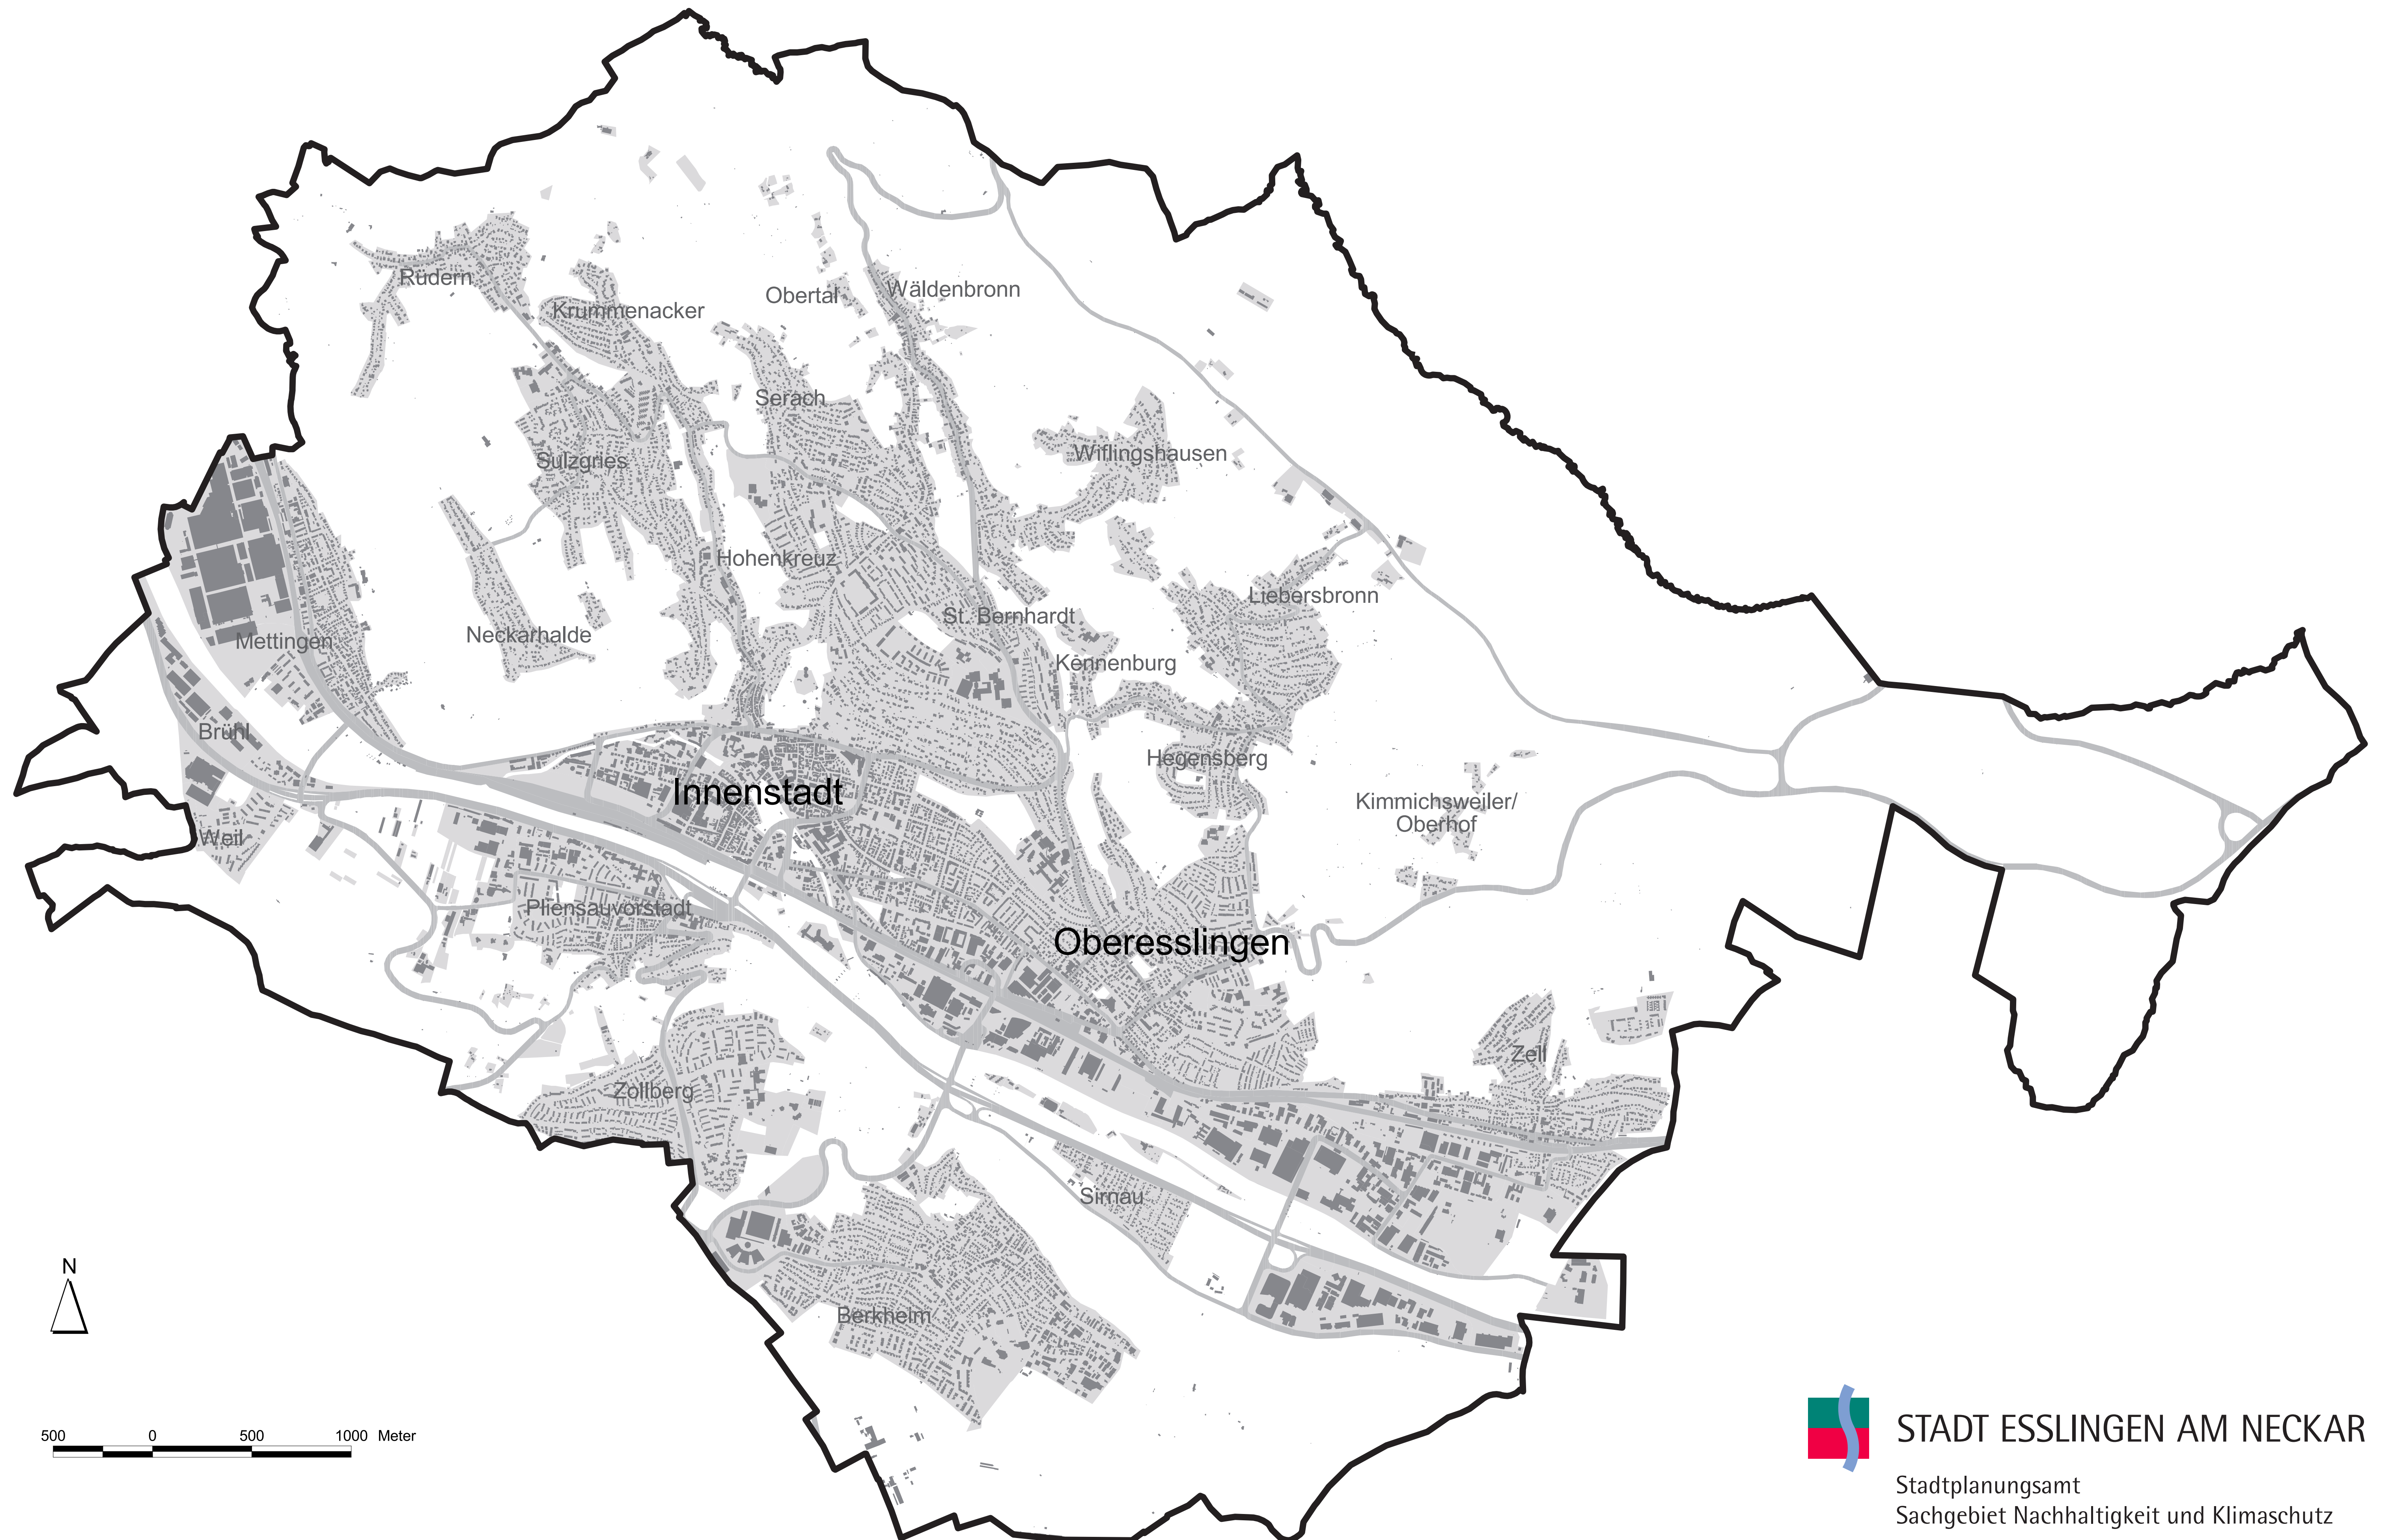 Rüdern
Krummenacker
Obertal
Wäldenbronn
Serach
Sulzgries
Wiflingshausen
Hohenkreuz
Liebersbronn
St. Bernhardt
Neckarhalde
Mettingen
Kennenburg
Brühl
Hegensberg
Innenstadt
Kimmichsweiler/
Oberhof
Weil
Pliensauvorstadt
Oberesslingen
Zell
Zollberg
Sirnau
Berkheim
N
500 0 500 1000 Meter
STADT ESSLINGEN AM NECKAR
Stadtplanungsamt
Sachgebiet Nachhaltigkeit und Klimaschutz